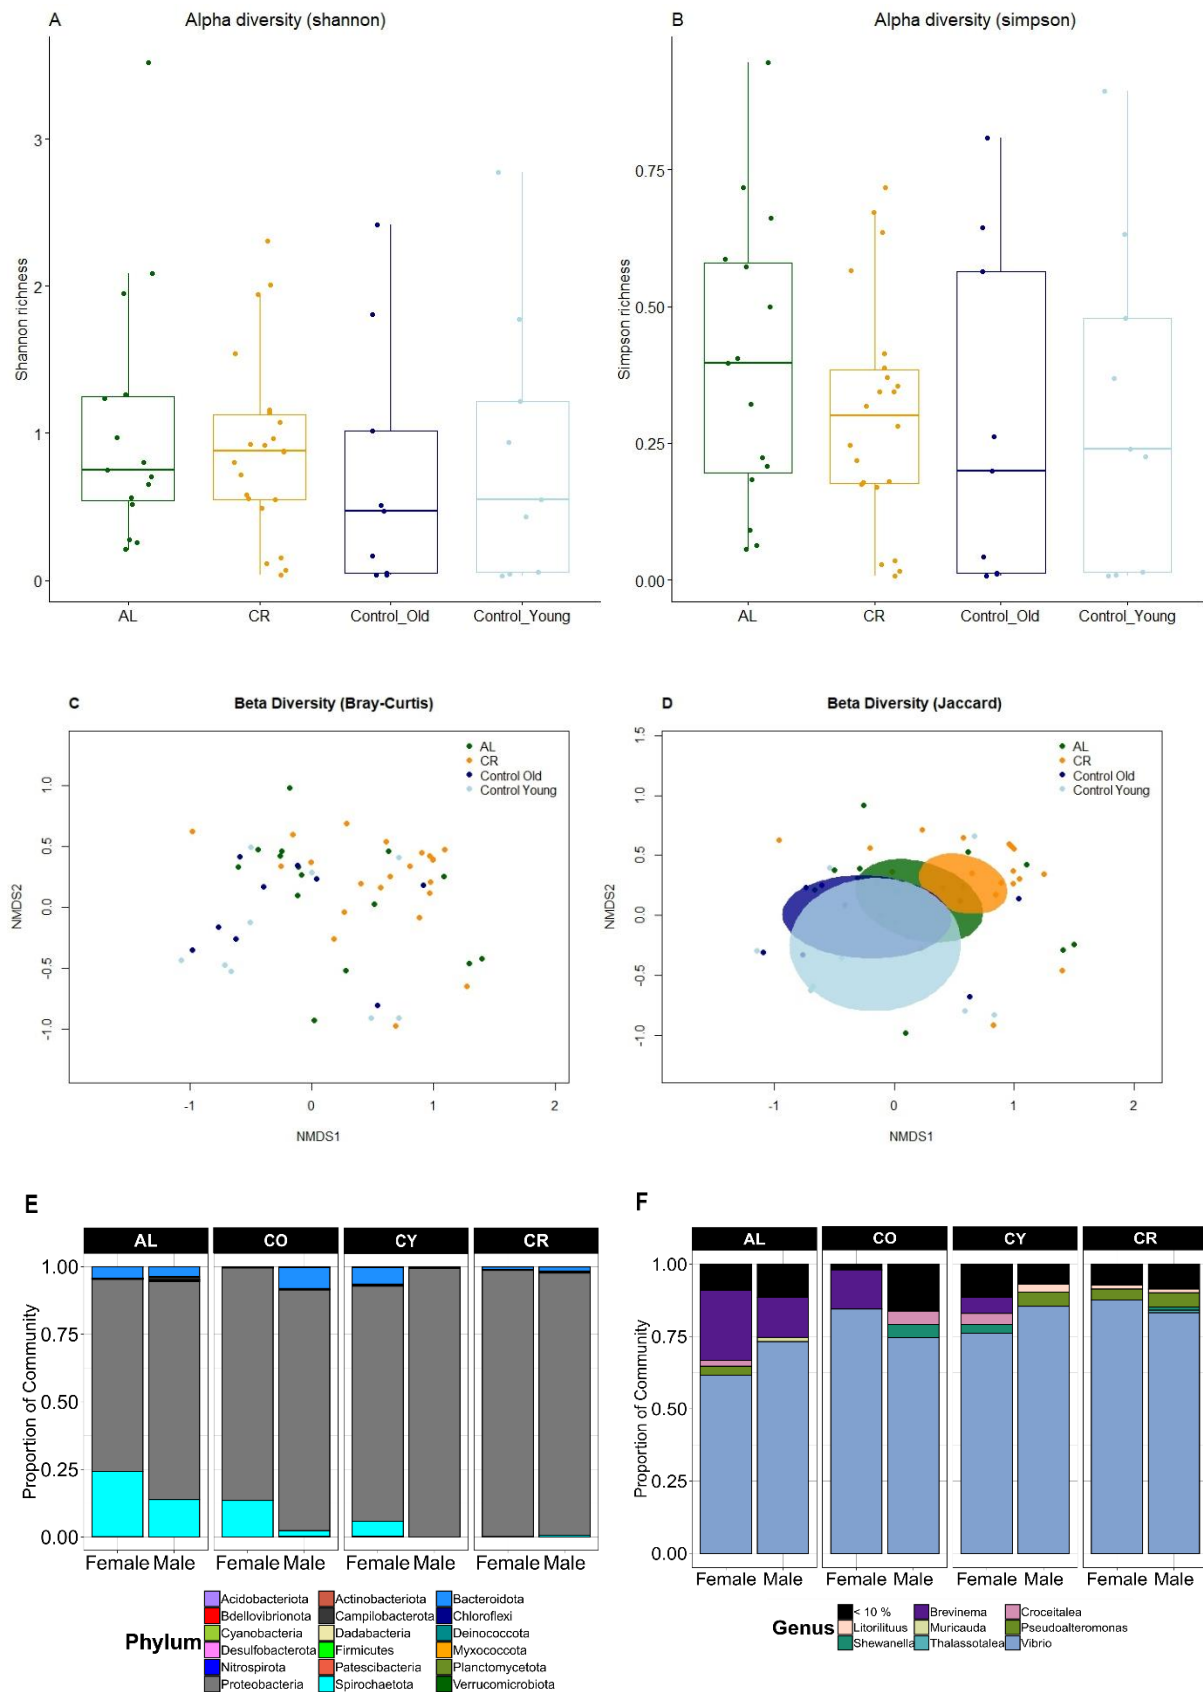 A Alpha diversity (shannon)
Shannon richness
3
2
1
0
AL CR Control_Old Control_Young
B Alpha diversity (simpson)
Simpson richness
0.75
0.50
0.25
0.00
AL CR Control_Old Control_Young
C Beta Diversity (Bray-Curtis)
AL
CR
Control Old
Control Young
NMDS2
1.0
0.5
0.0
-0.5
-1.0
-1 0 1 2
NMDS1
D Beta Diversity (Jaccard)
AL
CR
Control Old
Control Young
NMDS2
1.5
1.0
0.5
0.0
-0.5
-1.0
-1 0 1 2
NMDS1
E
AL CO CY CR
Proportion of Community
1.00
0.75
0.50
0.25
0.00
Female Male Female Male Female Male Female Male
Phylum
Acidobacteriota Actinobacteria Bacteroidota
Bdellovibrionota Campilobacterota Chloroflexi
Cyanobacteria Dadabacteria Deinococcota
Desulfobacterota Firmicutes Myxococcota
Nitrospirota Patescibacteria Planctomycetota
Proteobacteria Spirochaetota Verrucomicrobiota
F
AL CO CY CR
Proportion of Community
1.00
0.75
0.50
0.25
0.00
Female Male Female Male Female Male Female Male
Genus
< 10 % Brevinema Croceitalea
Litorilituus Muricauda Pseudoalteromonas
Shewanella Thalassotalea Vibrio